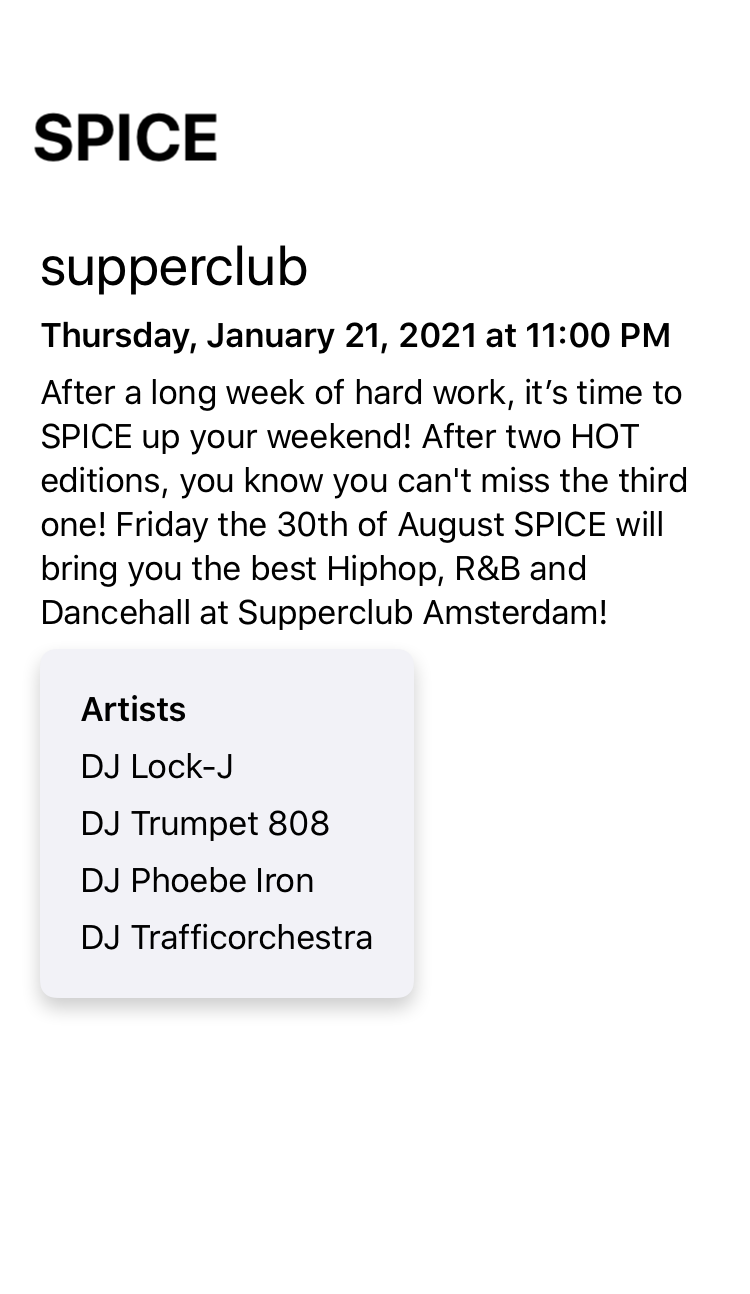 SPICE
supperclub
Thursday, January 21, 2021 at 11:00 PM
After a long week of hard work, it’s time to
SPICE up your weekend! After two HOT
editions, you know you can't miss the third
one! Friday the 30th of August SPICE will
bring you the best Hiphop, R&B and
Dancehall at Supperclub Amsterdam!
Artists
DJ Lock-J
DJ Trumpet 808
DJ Phoebe Iron
DJ Trafficorchestra